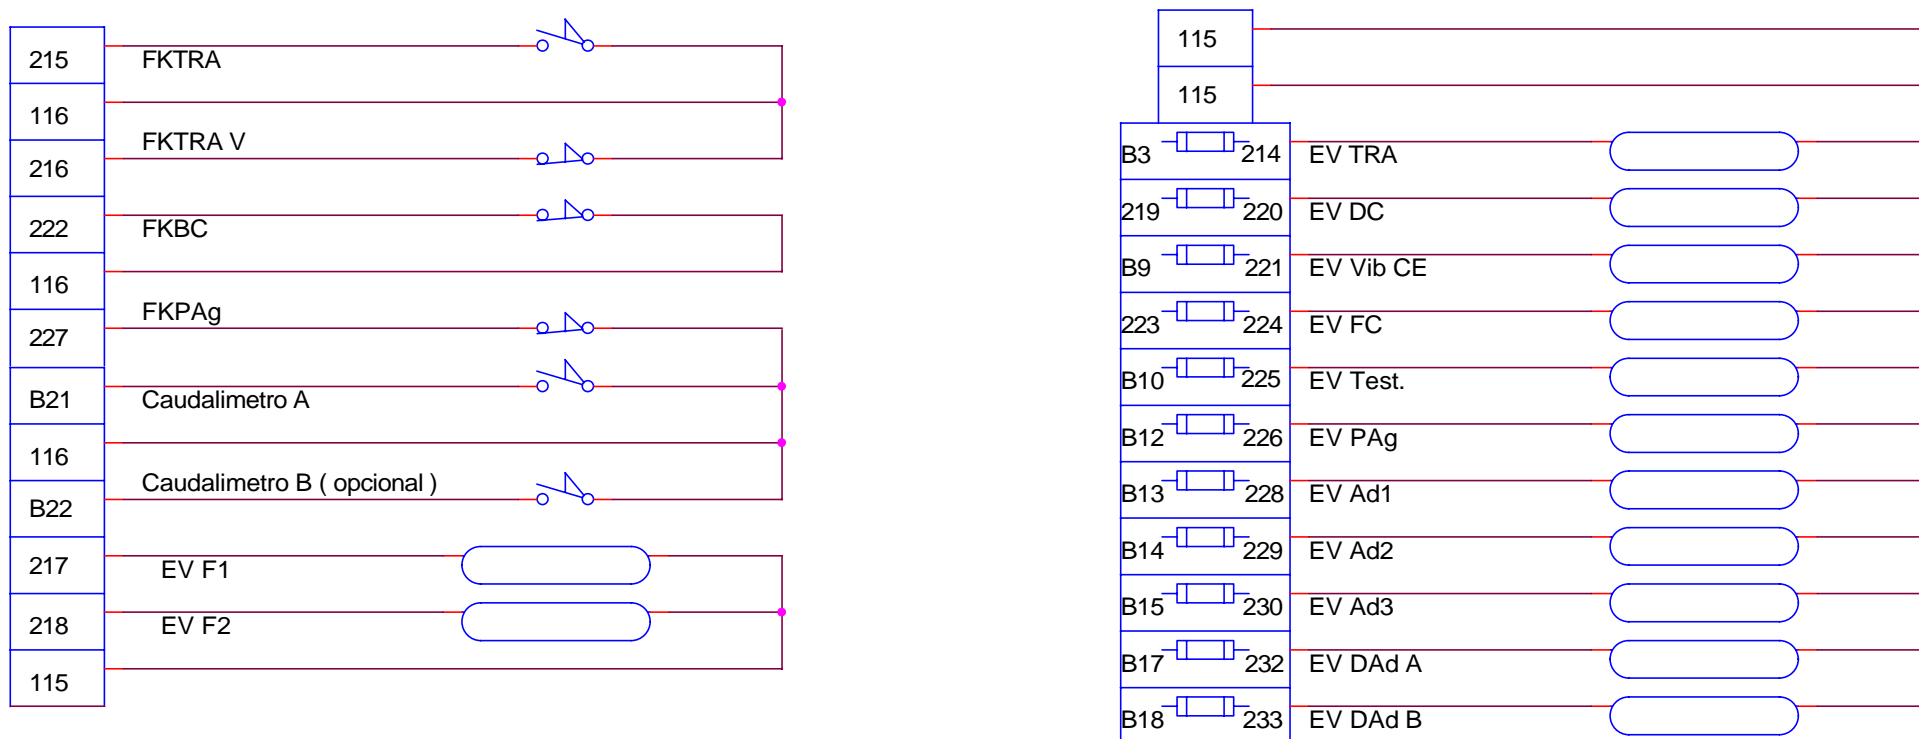 215 FKTRA
116
FKTRA V
216
222 FKBC
116
FKPAg
227
B21 Caudalimetro A
116
Caudalimetro B ( opcional )
B22
217 EV F1
218 EV F2
115
115
115
B3 214 EV TRA
219 220 EV DC
B9 221 EV Vib CE
223 224 EV FC
B10 225 EV Test.
B12 226 EV PAg
B13 228 EV Ad1
B14 229 EV Ad2
B15 230 EV Ad3
B17 232 EV DAd A
B18 233 EV DAd B